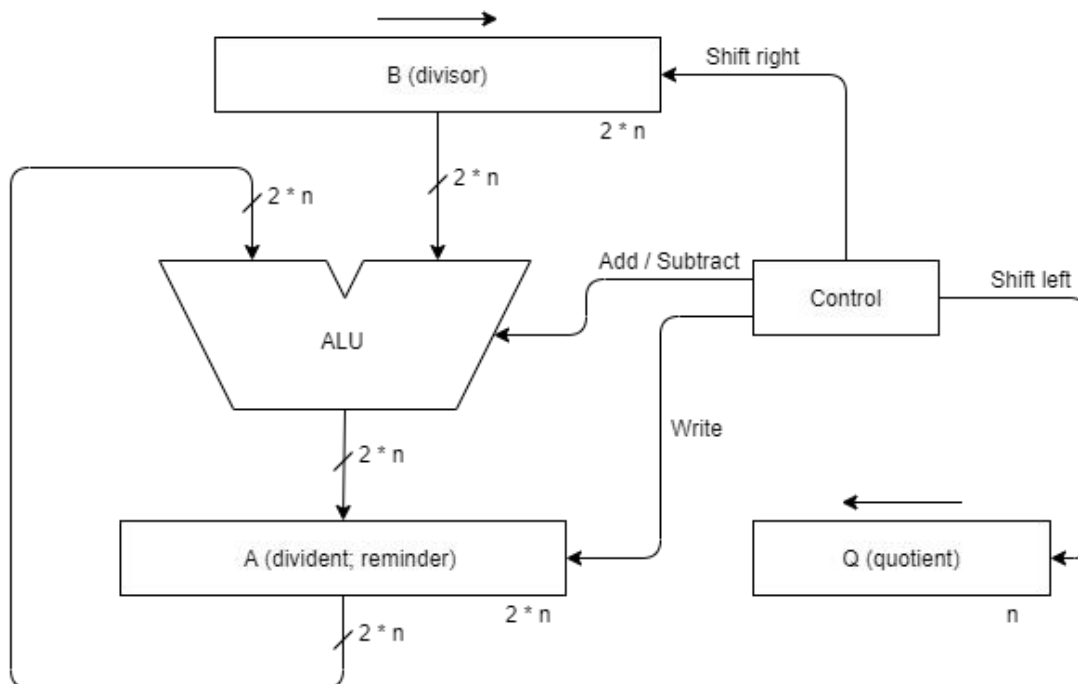 Shift right
B (divisor)
2 * n
2 * n
2 * n
Add / Subtract
Control
Shift left
ALU
Write
2 * n
A (divident; reminder)
Q (quotient)
2 * n
n
2 * n